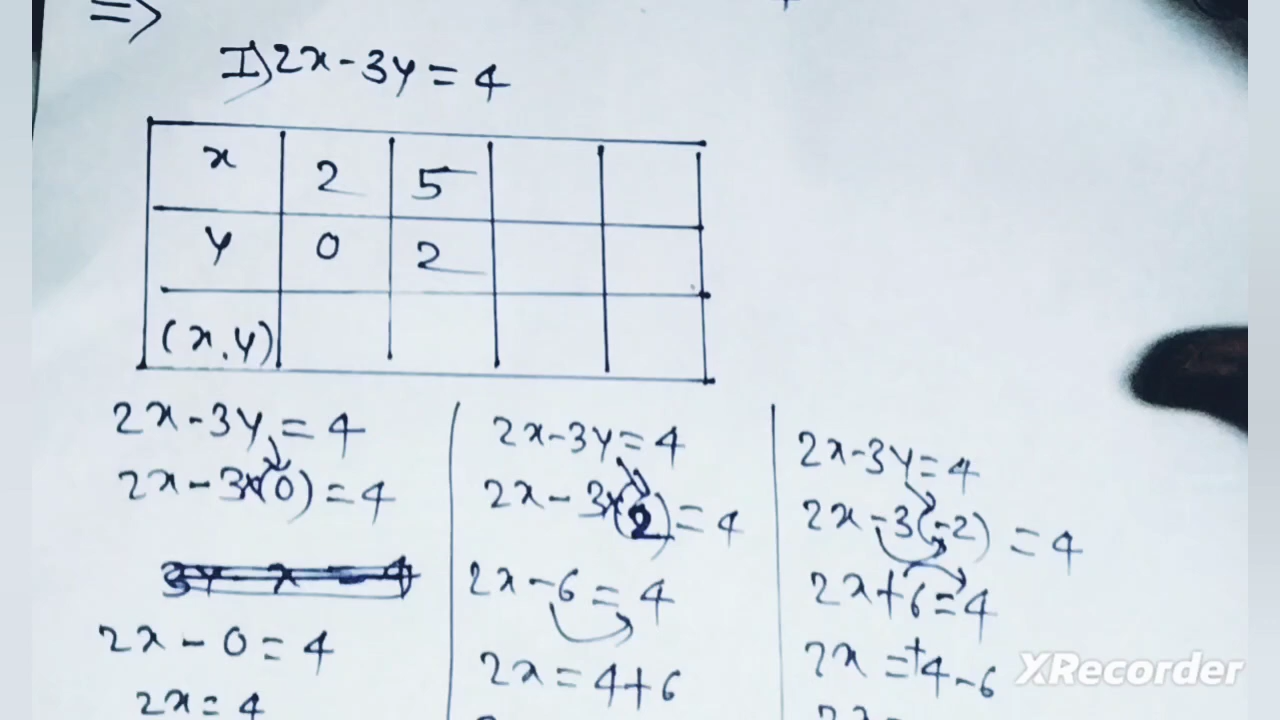 =>
I) 2x - 3y = 4
x 2 5
y 0 2
(x, y)
2x - 3y = 4
2x - 3×(0) = 4
2x - 0 = 4
2x = 4
2x - 3y = 4
2x - 3×(2) = 4
2x - 6 = 4
2x = 4 + 6
2x - 3y = 4
2x - 3(-2) = 4
2x + 6 = 4
2x = +4 - 6
XRecorder